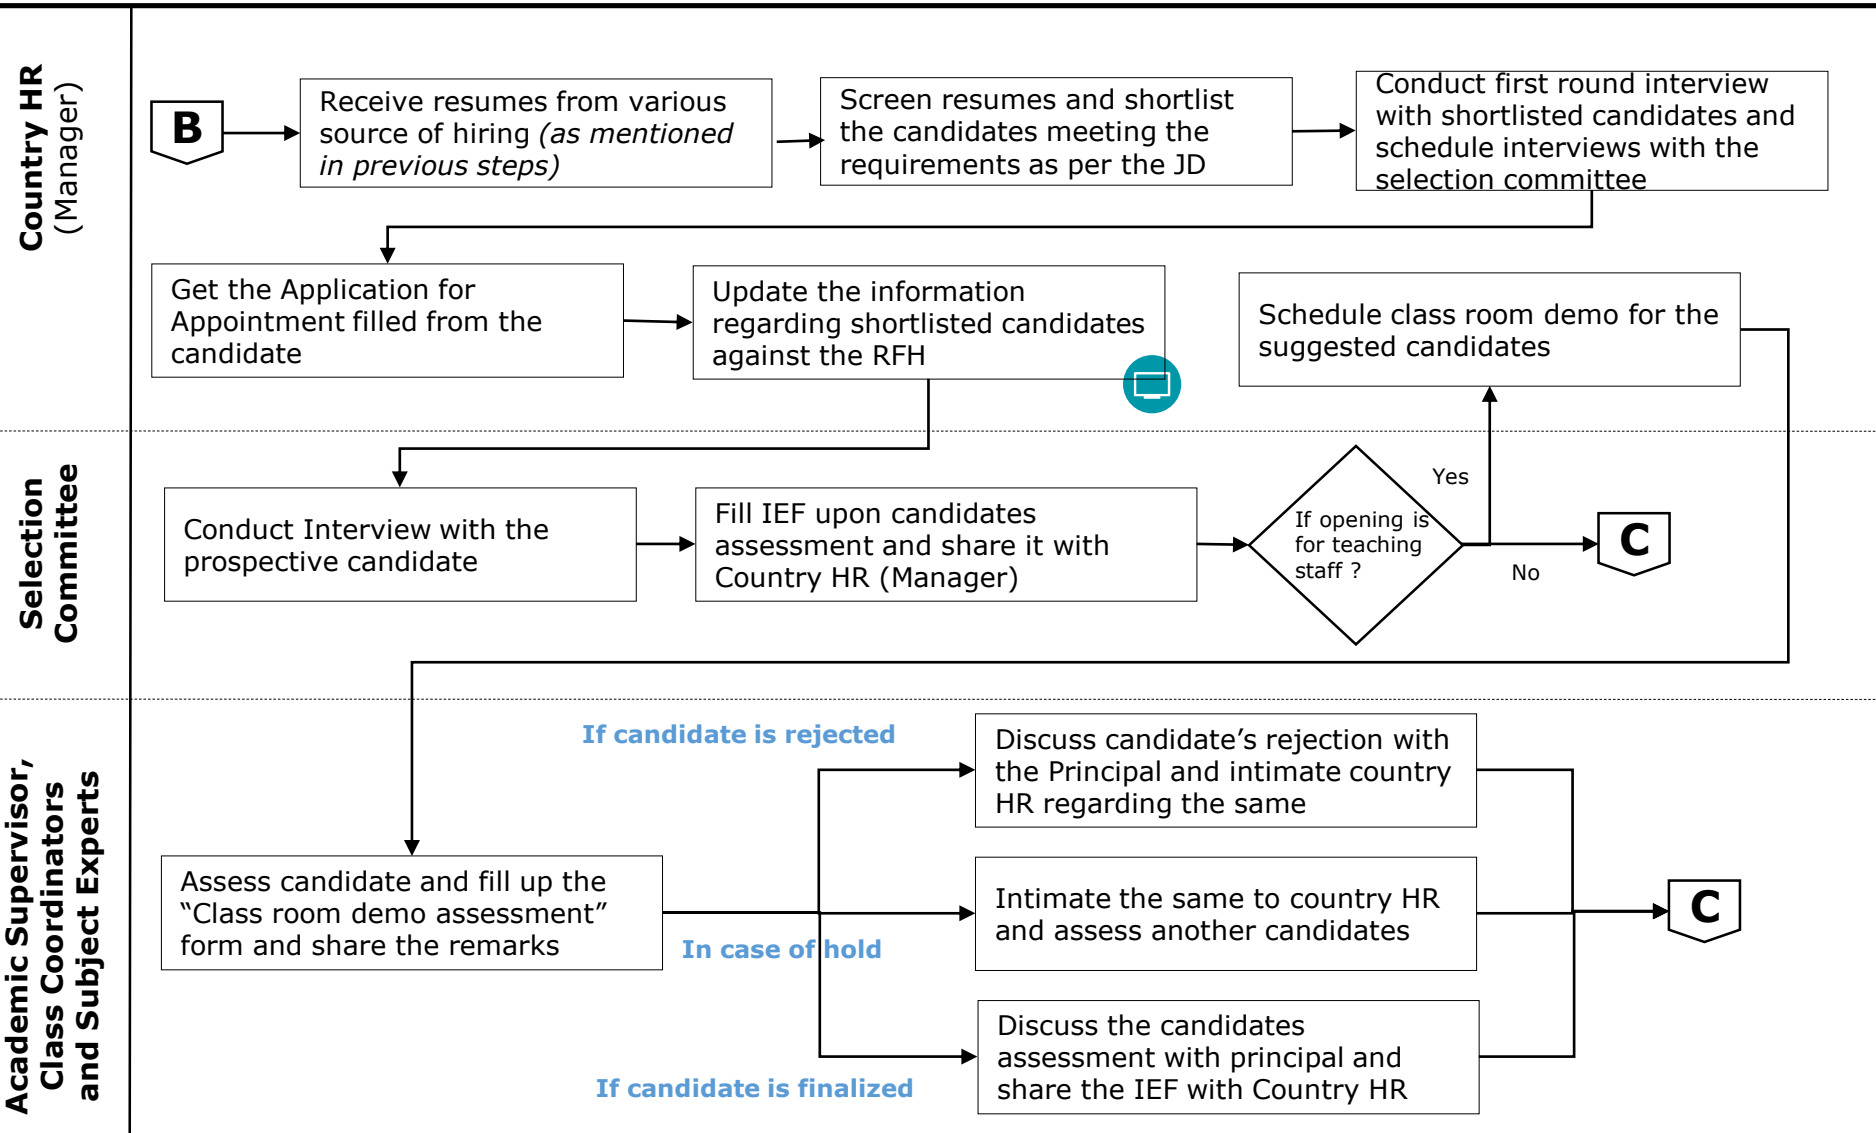 Country HR
(Manager)
B
Receive resumes from various
source of hiring (as mentioned
in previous steps)
Screen resumes and shortlist
the candidates meeting the
requirements as per the JD
Conduct first round interview
with shortlisted candidates and
schedule interviews with the
selection committee
Get the Application for
Appointment filled from the
candidate
Update the information
regarding shortlisted candidates
against the RFH
Schedule class room demo for the
suggested candidates
Selection
Committee
Conduct Interview with the
prospective candidate
Fill IEF upon candidates
assessment and share it with
Country HR (Manager)
If opening is
for teaching
staff ?
Yes
No
C
Academic Supervisor,
Class Coordinators
and Subject Experts
Assess candidate and fill up the
“Class room demo assessment”
form and share the remarks
If candidate is rejected
Discuss candidate’s rejection with
the Principal and intimate country
HR regarding the same
In case of hold
Intimate the same to country HR
and assess another candidates
If candidate is finalized
Discuss the candidates
assessment with principal and
share the IEF with Country HR
C